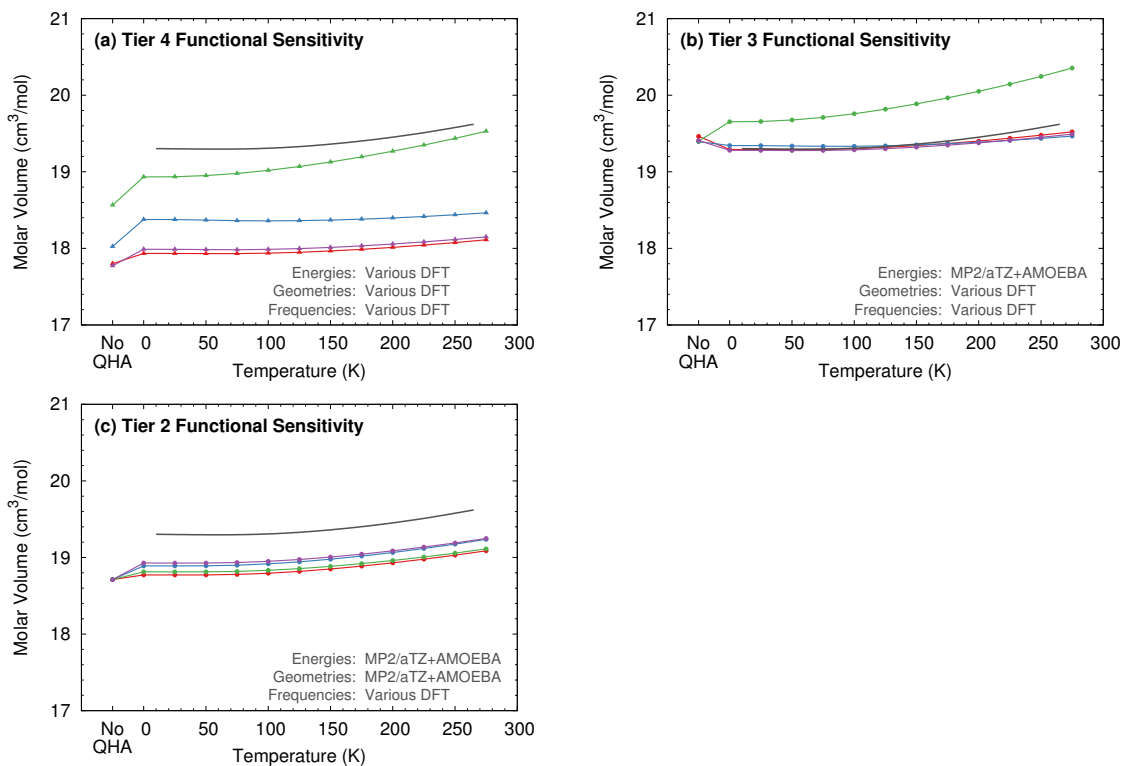 (a) Tier 4 Functional Sensitivity
21
20
19
18
17
Molar Volume (cm³/mol)
Energies: Various DFT
Geometries: Various DFT
Frequencies: Various DFT
No QHA
0
50
100
150
200
250
300
Temperature (K)
(b) Tier 3 Functional Sensitivity
21
20
19
18
17
Molar Volume (cm³/mol)
Energies: MP2/aTZ+AMOEBA
Geometries: Various DFT
Frequencies: Various DFT
No QHA
0
50
100
150
200
250
300
Temperature (K)
(c) Tier 2 Functional Sensitivity
21
20
19
18
17
Molar Volume (cm³/mol)
Energies: MP2/aTZ+AMOEBA
Geometries: MP2/aTZ+AMOEBA
Frequencies: Various DFT
No QHA
0
50
100
150
200
250
300
Temperature (K)